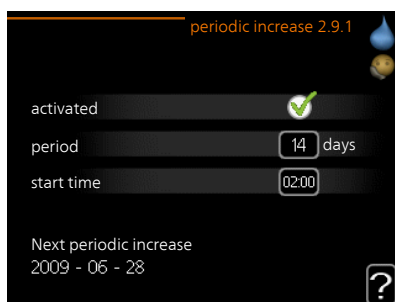 periodic increase 2.9.1
activated
period 14 days
start time 02:00
Next periodic increase
2009 - 06 - 28
?